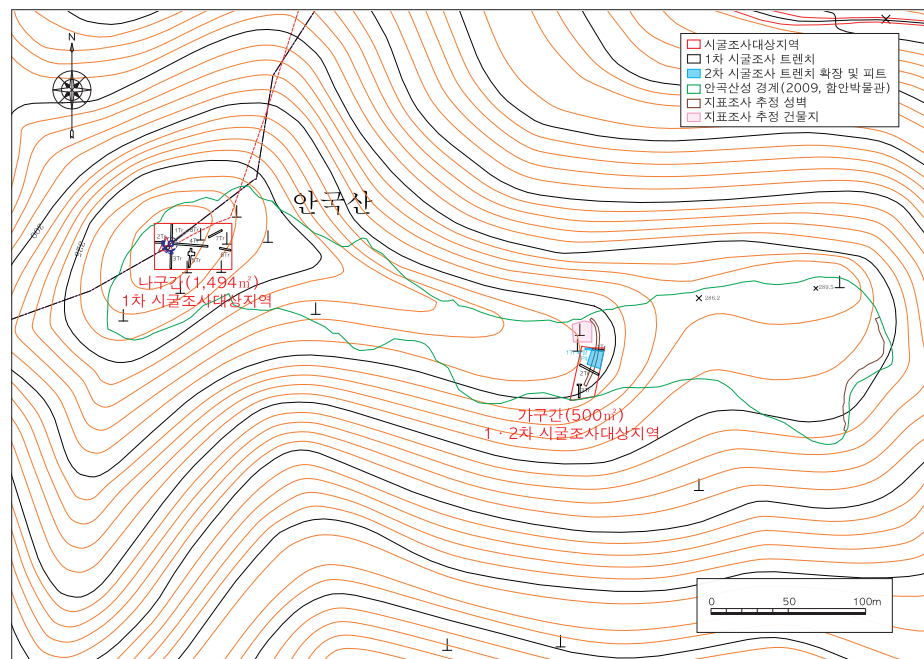 N
시굴조사대상지역
1차 시굴조사 트렌치
2차 시굴조사 트렌치 확장 및 피트
안곡산성 경계(2009, 함안박물관)
지표조사 추정 성벽
지표조사 추정 건물지
안국산
나구간(1,494㎡)
1차 시굴조사대상지역
286.2
289.5
가구간(500㎡)
1 · 2차 시굴조사대상지역
0 50 100m